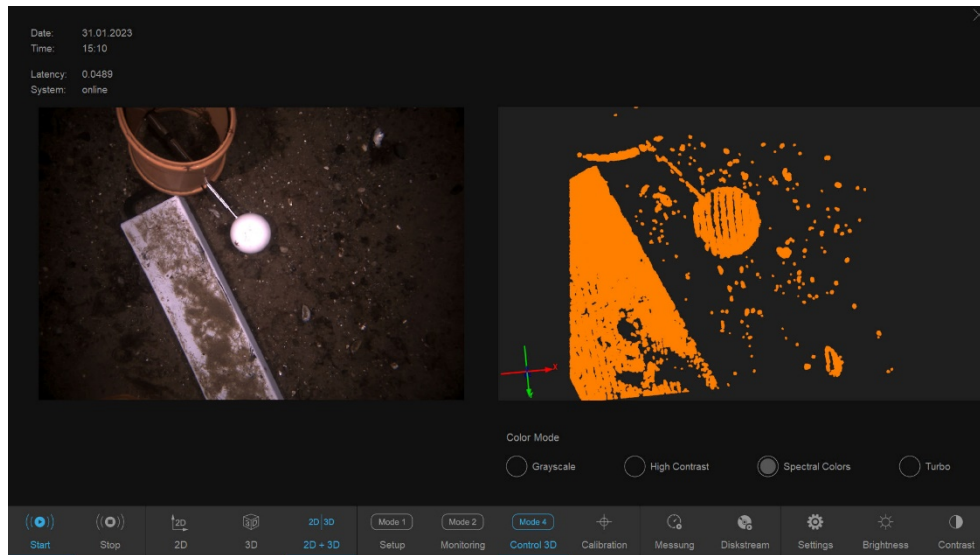 Date: 31.01.2023
Time: 15:10
Latency: 0.0489
System: online
x
Color Mode
Grayscale High Contrast Spectral Colors Turbo
2D 3D 2D 3D Mode 1 Mode 2 Mode 4
Start Stop 2D 3D 2D + 3D Setup Monitoring Control 3D Calibration Messung Diskstream Settings Brightness Contrast